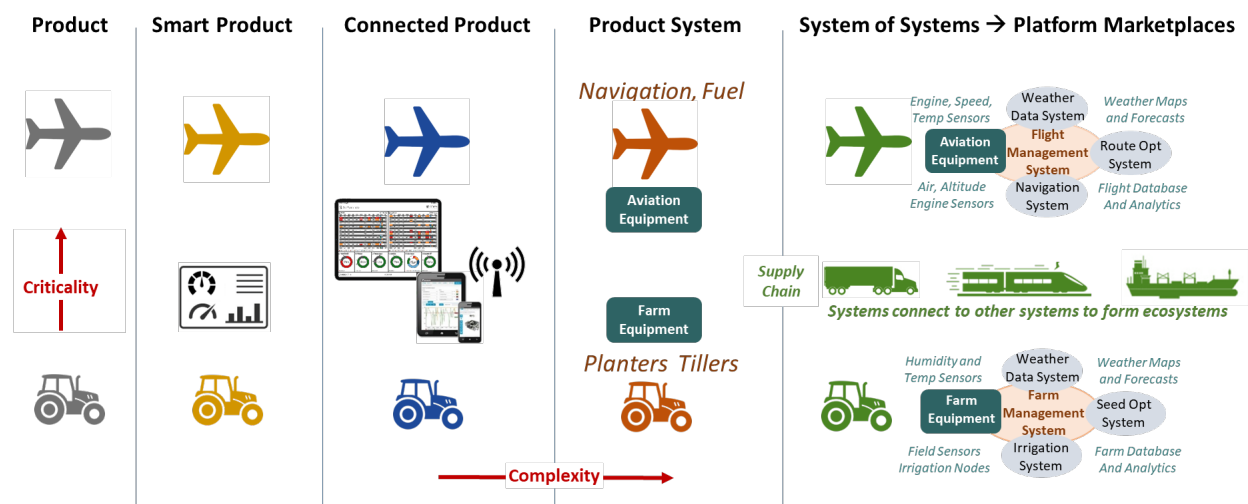 Product
Smart Product
Connected Product
Product System
System of Systems → Platform Marketplaces
Criticality
Navigation, Fuel
Aviation
Equipment
Farm
Equipment
Planters Tillers
Complexity
Engine, Speed,
Temp Sensors
Weather
Data System
Weather Maps
and Forecasts
Aviation
Equipment
Flight
Management
System
Route Opt
System
Air, Altitude
Engine Sensors
Navigation
System
Flight Database
And Analytics
Supply
Chain
Systems connect to other systems to form ecosystems
Humidity and
Temp Sensors
Weather
Data System
Weather Maps
and Forecasts
Farm
Equipment
Farm
Management
System
Seed Opt
System
Field Sensors
Irrigation Nodes
Irrigation
System
Farm Database
And Analytics